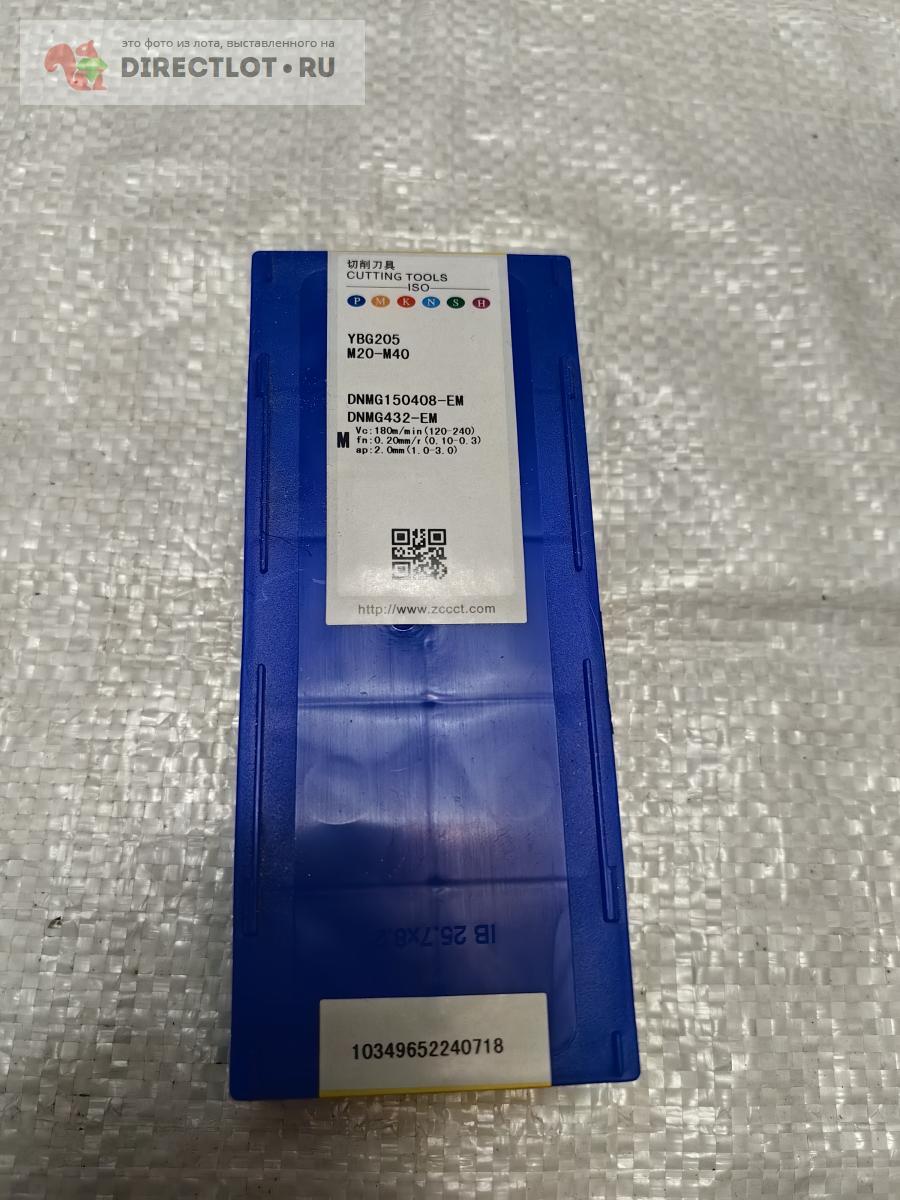 это фото из лота, выставленного на
DIRECTLOT•RU
切削刀具
CUTTING TOOLS
ISO
P M K N S H
YBG205
M20-M40
DNMG150408-EM
DNMG432-EM
Vc:180m/min(120-240)
M fn:0.20mm/r(0.10-0.3)
ap:2.0mm(1.0-3.0)
http://www.zccct.com
IB 25.7x8.2
10349652240718